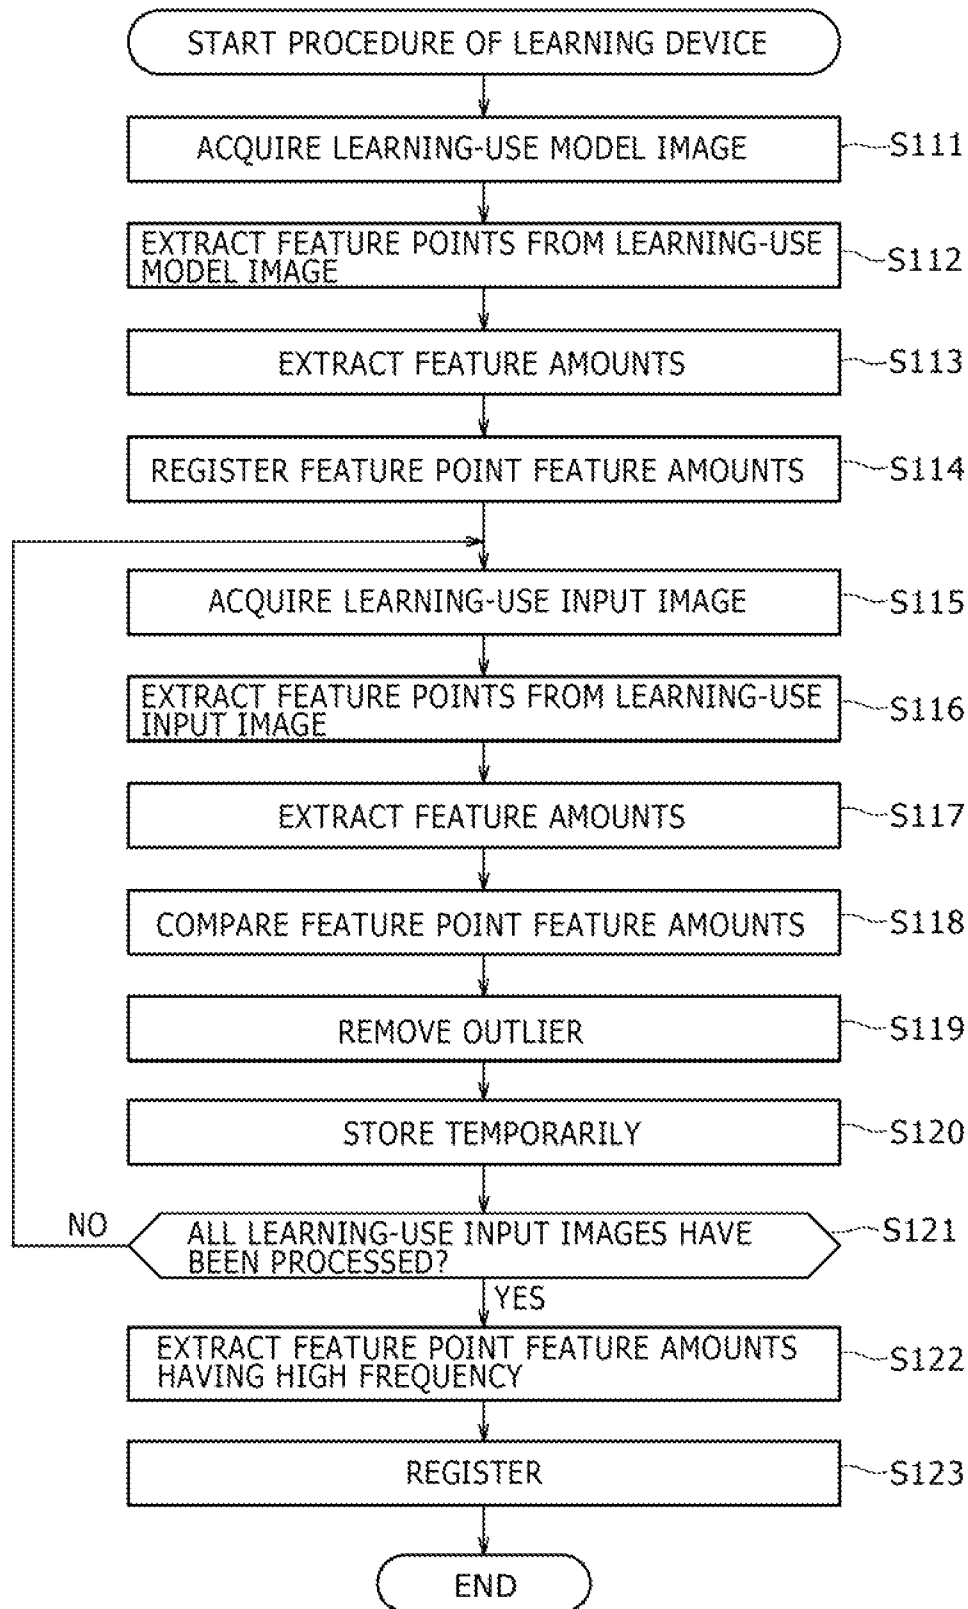 START PROCEDURE OF LEARNING DEVICE
ACQUIRE LEARNING-USE MODEL IMAGE
S111
EXTRACT FEATURE POINTS FROM LEARNING-USE
MODEL IMAGE
S112
EXTRACT FEATURE AMOUNTS
S113
REGISTER FEATURE POINT FEATURE AMOUNTS
S114
ACQUIRE LEARNING-USE INPUT IMAGE
S115
EXTRACT FEATURE POINTS FROM LEARNING-USE
INPUT IMAGE
S116
EXTRACT FEATURE AMOUNTS
S117
COMPARE FEATURE POINT FEATURE AMOUNTS
S118
REMOVE OUTLIER
S119
STORE TEMPORARILY
S120
NO
ALL LEARNING-USE INPUT IMAGES HAVE
BEEN PROCESSED?
S121
YES
EXTRACT FEATURE POINT FEATURE AMOUNTS
HAVING HIGH FREQUENCY
S122
REGISTER
S123
END